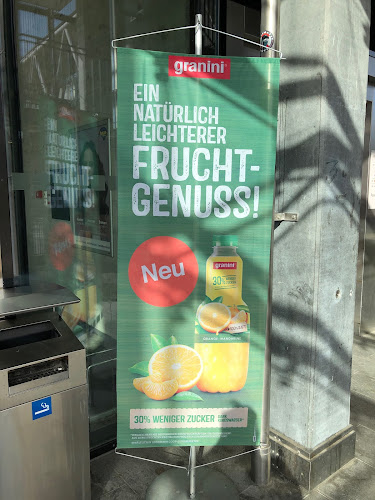 granini
EIN
NATÜRLICH
LEICHTERER
FRUCHT-
GENUSS!
Neu
granini
30%
30% WENIGER ZUCKER